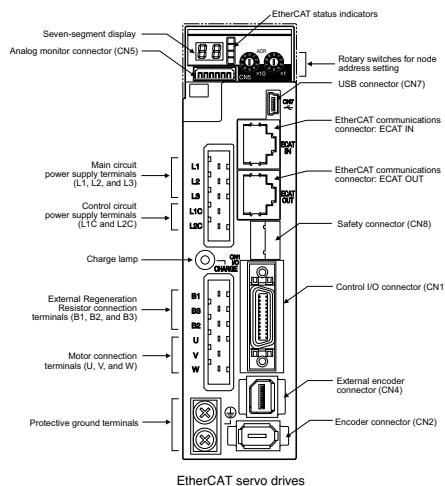 EtherCAT status indicators
Seven-segment display
Analog monitor connector (CN5)
ADR
CN5
×10
×1
Rotary switches for node
address setting
USB connector (CN7)
CN7
EtherCAT communications
connector: ECAT IN
ECAT
IN
EtherCAT communications
connector: ECAT OUT
ECAT
OUT
Main circuit
power supply terminals
(L1, L2, and L3)
L1
L2
L3
Control circuit
power supply terminals
(L1C and L2C)
L1C
L2C
Safety connector (CN8)
Charge lamp
CN1
I/O
CHARGE
Control I/O connector (CN1
External Regeneration
Resistor connection
terminals (B1, B2, and B3)
B1
B3
B2
Motor connection
terminals (U, V, and W)
U
V
W
External encoder
connector (CN4)
Protective ground terminals
Encoder connector (CN2)
EtherCAT servo drives